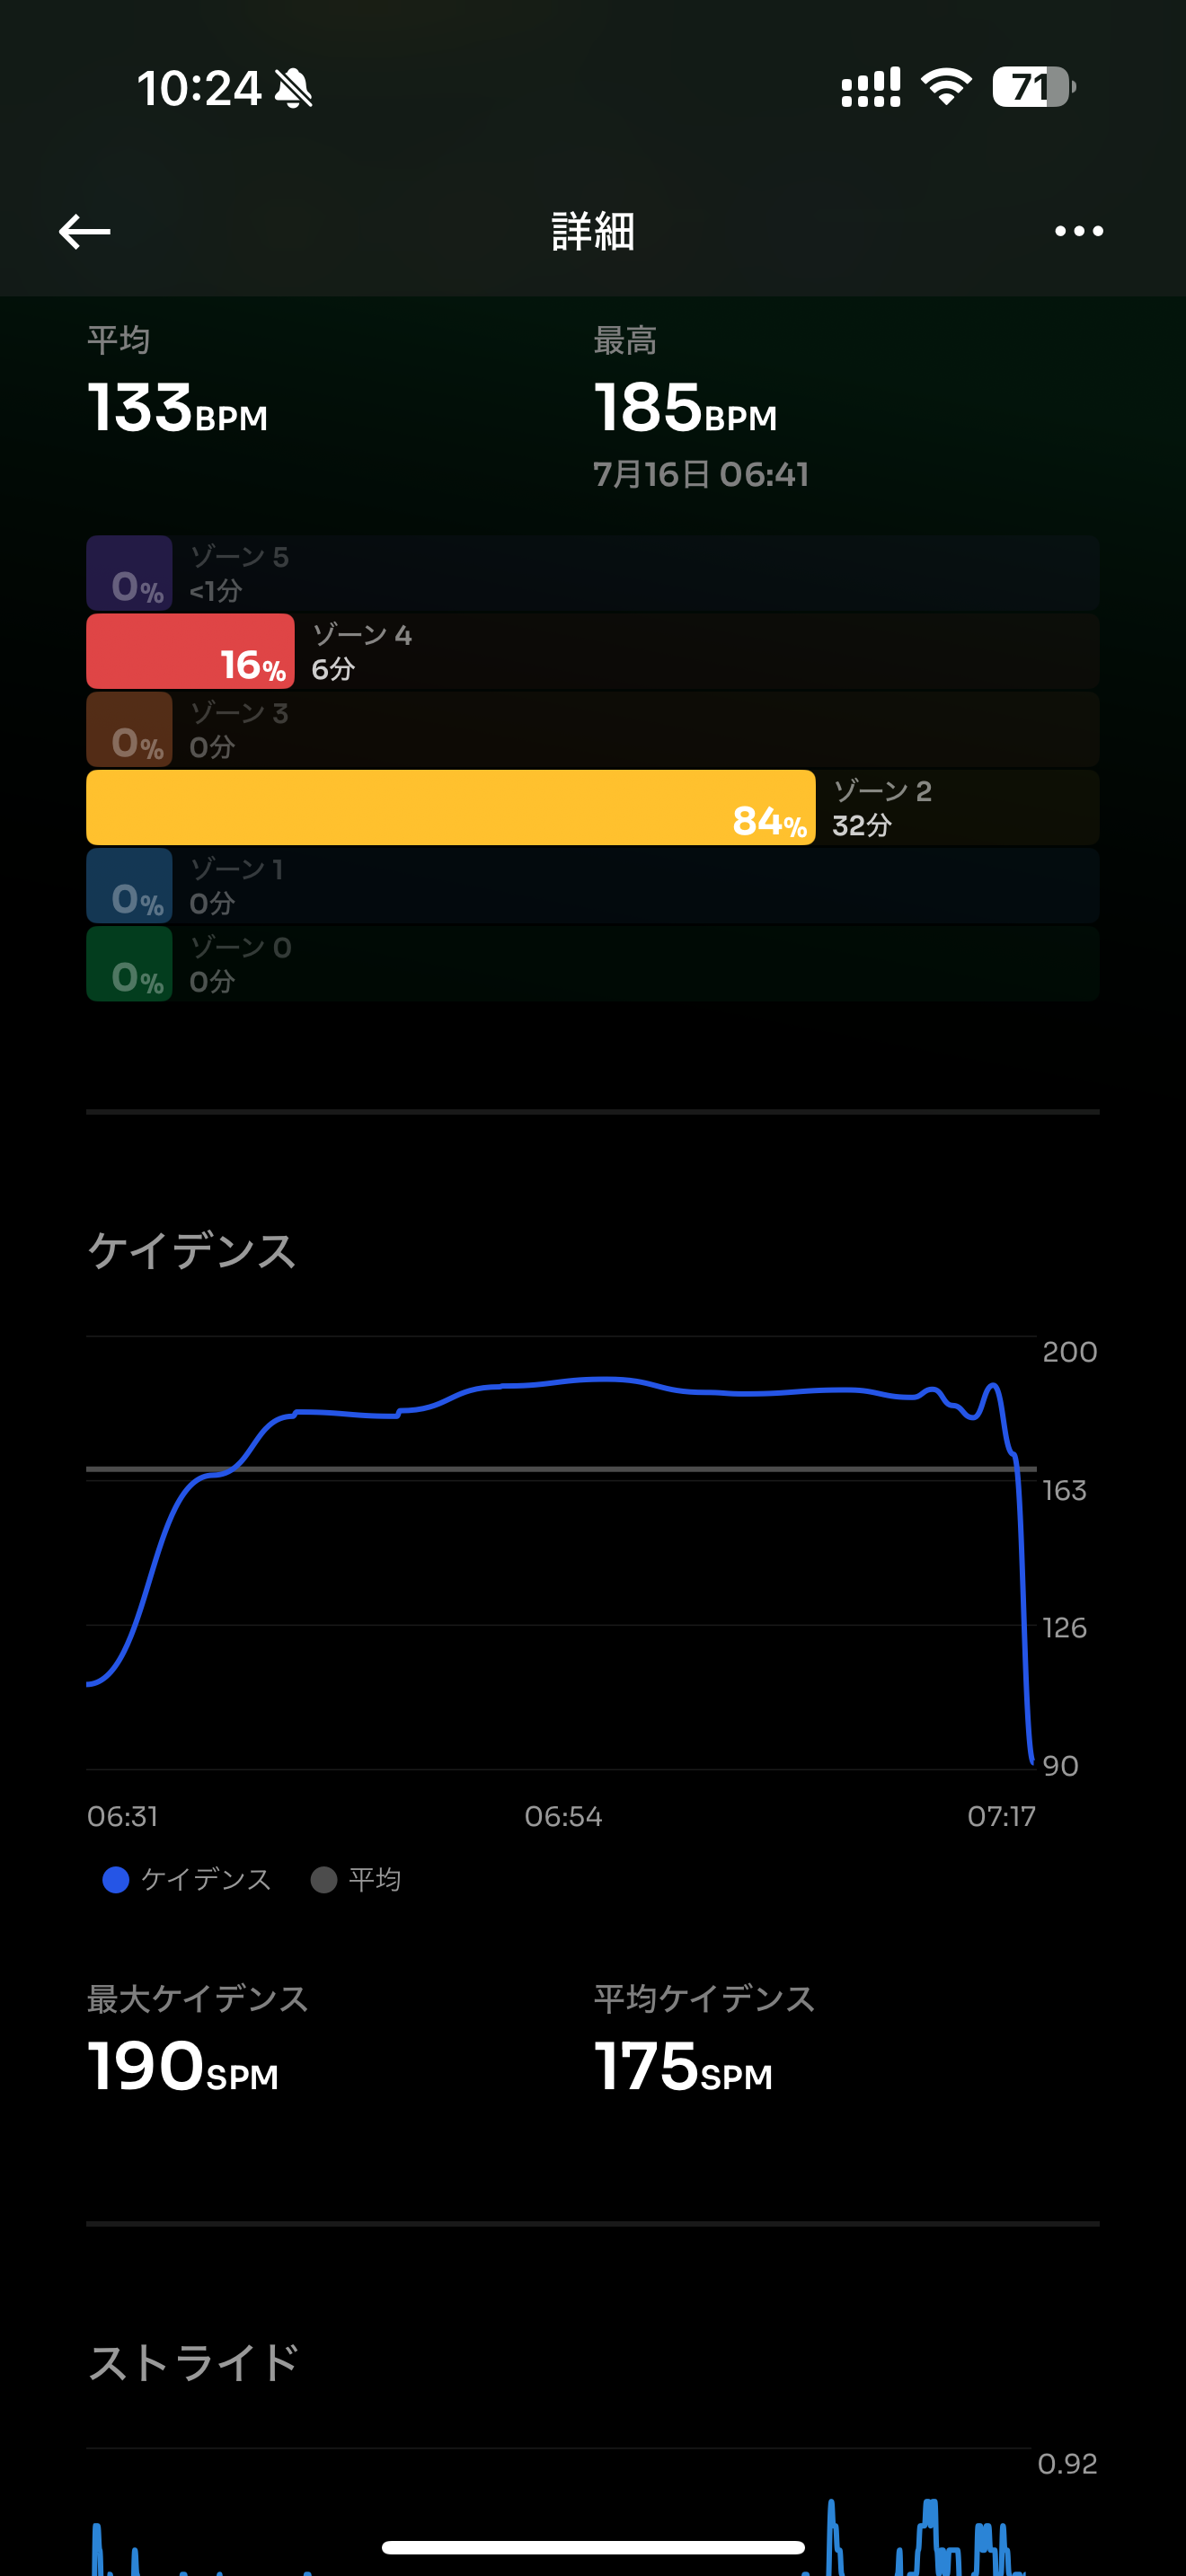 10:24
71
詳細
平均
最高
133BPM
185BPM
7月16日 06:41
0%
ゾーン 5
<1分
16%
ゾーン 4
6分
0%
ゾーン 3
0分
84%
ゾーン 2
32分
0%
ゾーン 1
0分
0%
ゾーン 0
0分
ケイデンス
200
163
126
90
06:31
06:54
07:17
ケイデンス
平均
最大ケイデンス
平均ケイデンス
190SPM
175SPM
ストライド
0.92